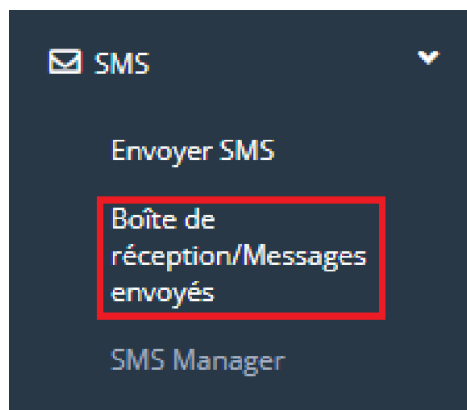 SMS
Envoyer SMS
Boîte de
réception/Messages
envoyés
SMS Manager